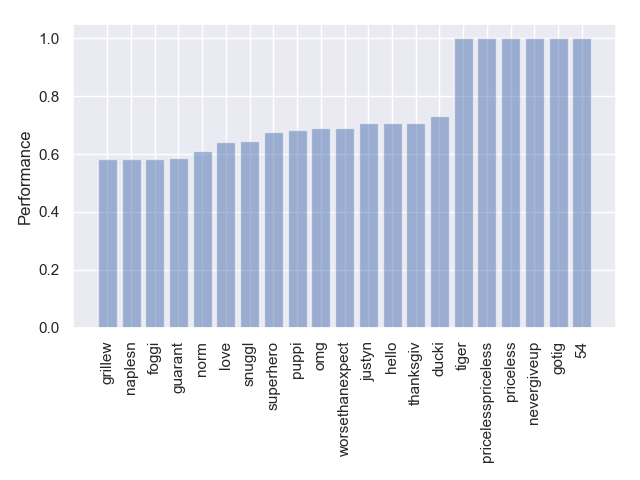 1.0
0.8
0.6
0.4
0.2
0.0
Performance
grillew
naplesn
foggi
guarant
norm
love
snuggl
superhero
puppi
omg
worsethanexpect
justyn
hello
thanksgiv
ducki
tiger
pricelesspriceless
priceless
nevergiveup
gotig
54